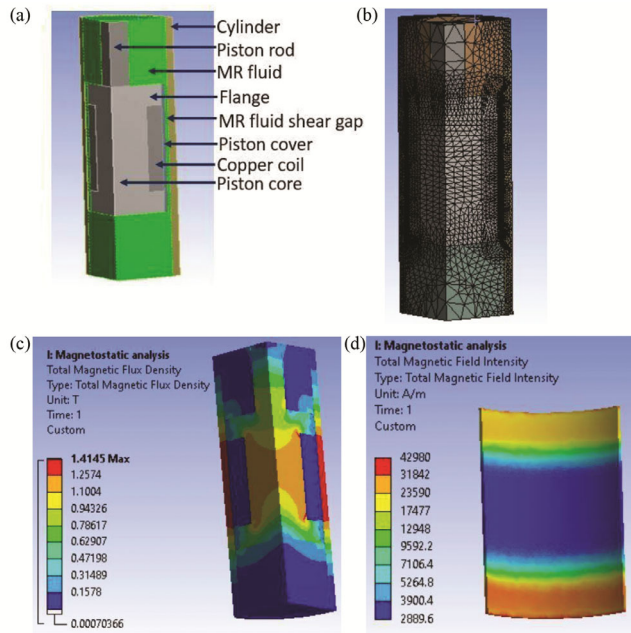 (a)
Cylinder
Piston rod
MR fluid
Flange
MR fluid shear gap
Piston cover
Copper coil
Piston core
(b)
(c)
I: Magnetostatic analysis
Total Magnetic Flux Density
Type: Total Magnetic Flux Density
Unit: T
Time: 1
Custom
1.4145 Max
1.2574
1.1004
0.94326
0.78617
0.62907
0.47198
0.31489
0.1578
0.00070366
(d)
I: Magnetostatic analysis
Total Magnetic Field Intensity
Type: Total Magnetic Field Intensity
Unit: A/m
Time: 1
Custom
42980
31842
23590
17477
12948
9592.2
7106.4
5264.8
3900.4
2889.6